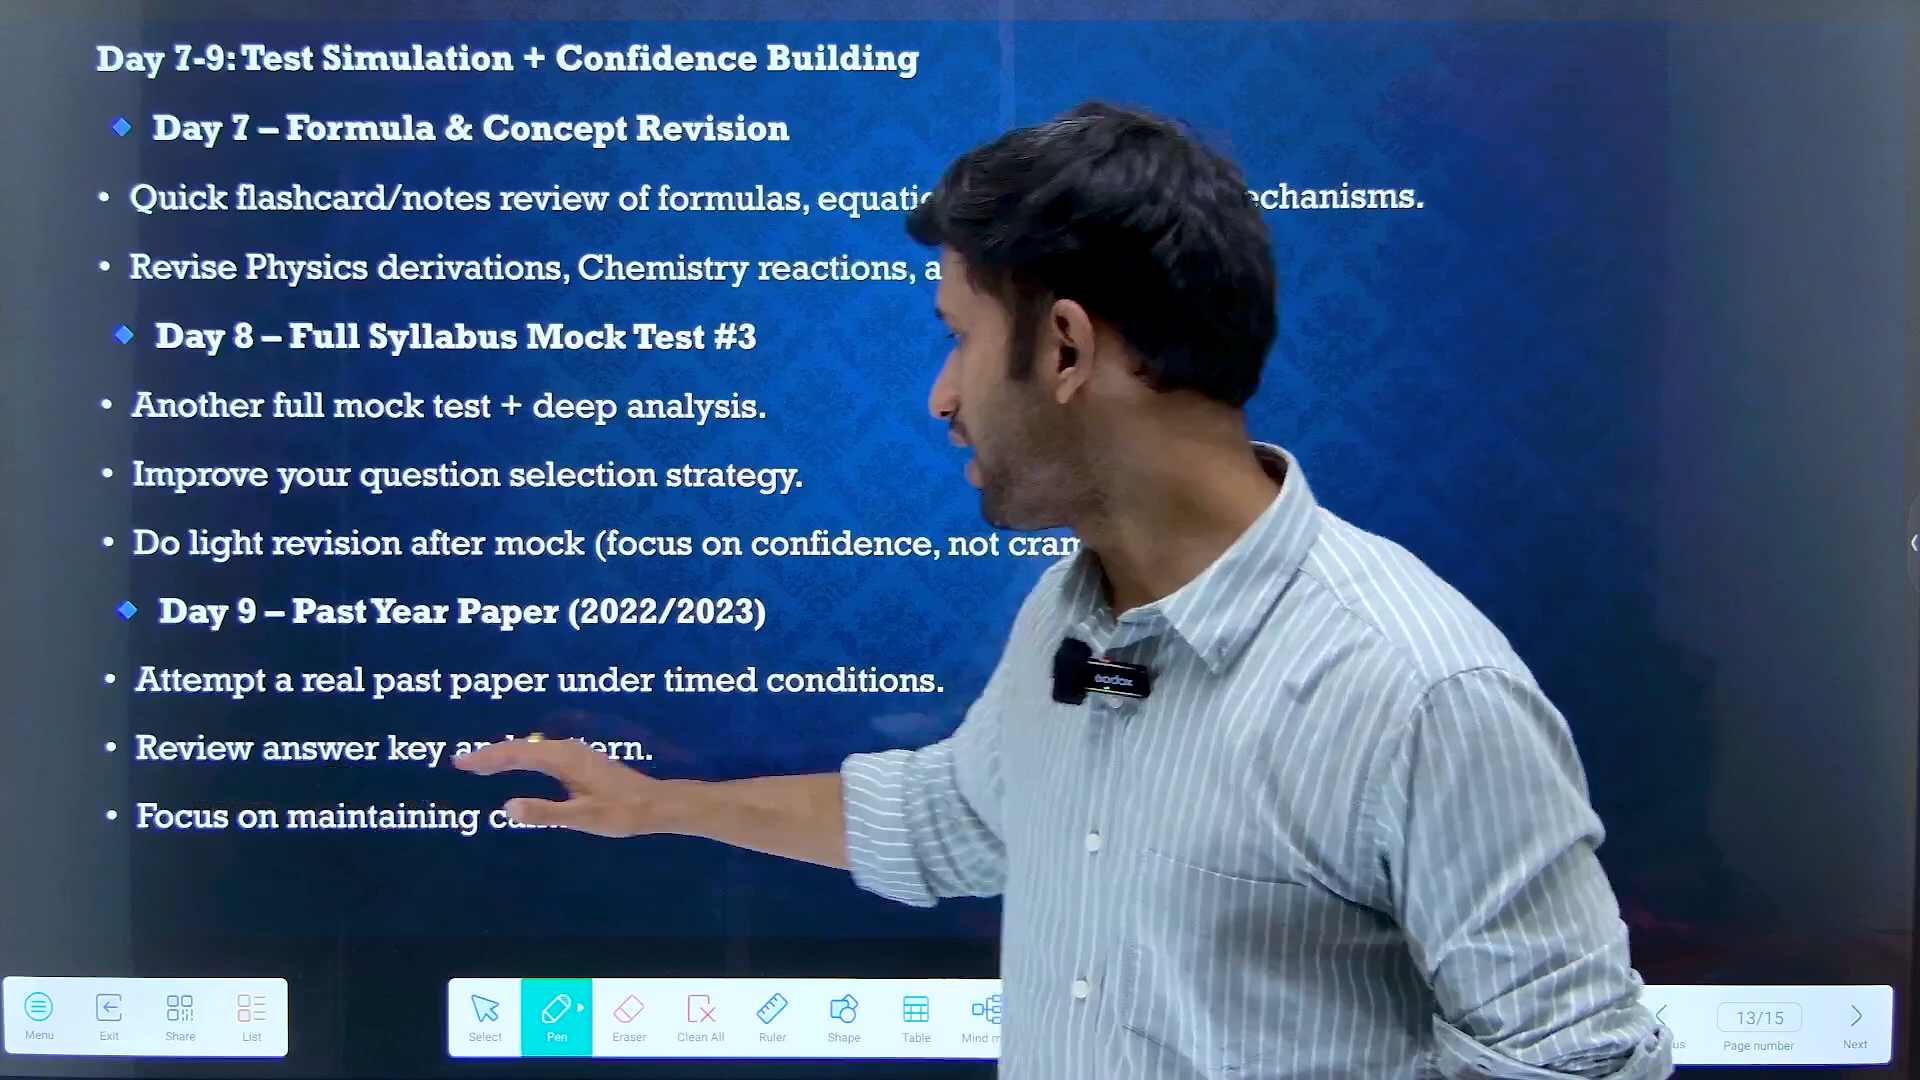 Day 7-9: Test Simulation + Confidence Building
Day 7 – Formula & Concept Revision
• Quick flashcard/notes review of formulas,
• Revise Physics derivations, Chemistry reactions,
Day 8 – Full Syllabus Mock Test #3
• Another full mock test + deep analysis.
• Improve your question selection strategy.
• Do light revision after mock (focus on confidence, not
Day 9 – Past Year Paper (2022/2023)
• Attempt a real past paper under timed conditions.
• Review answer key
• Focus on maintaining
Godox
Menu Exit Share List Select Pen Eraser Clean All Ruler Shape Table Mind 13/15 Page number Next